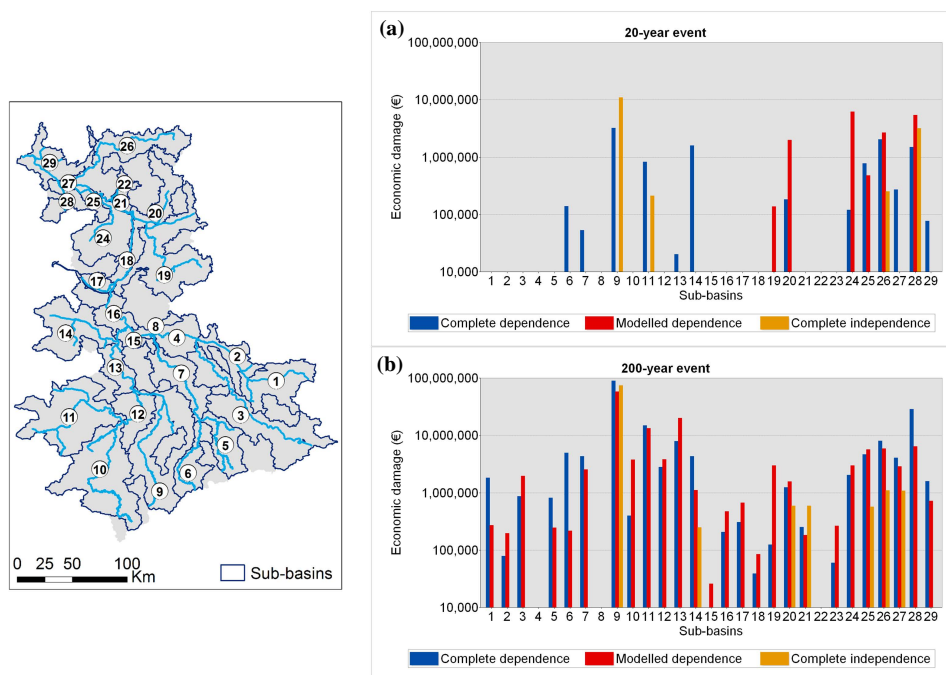 26
29
22
27
28
25
21
20
24
18
19
17
16
8
14
15
4
2
13
7
1
11
12
3
5
10
6
9
0 25 50 100
Km
Sub-basins
(a)
20-year event
Economic damage (€)
100,000,000
10,000,000
1,000,000
100,000
10,000
1 2 3 4 5 6 7 8 9 10 11 12 13 14 15 16 17 18 19 20 21 22 23 24 25 26 27 28 29
Sub-basins
Complete dependence Modelled dependence Complete independence
(b)
200-year event
Economic damage (€)
100,000,000
10,000,000
1,000,000
100,000
10,000
1 2 3 4 5 6 7 8 9 10 11 12 13 14 15 16 17 18 19 20 21 22 23 24 25 26 27 28 29
Sub-basins
Complete dependence Modelled dependence Complete independence